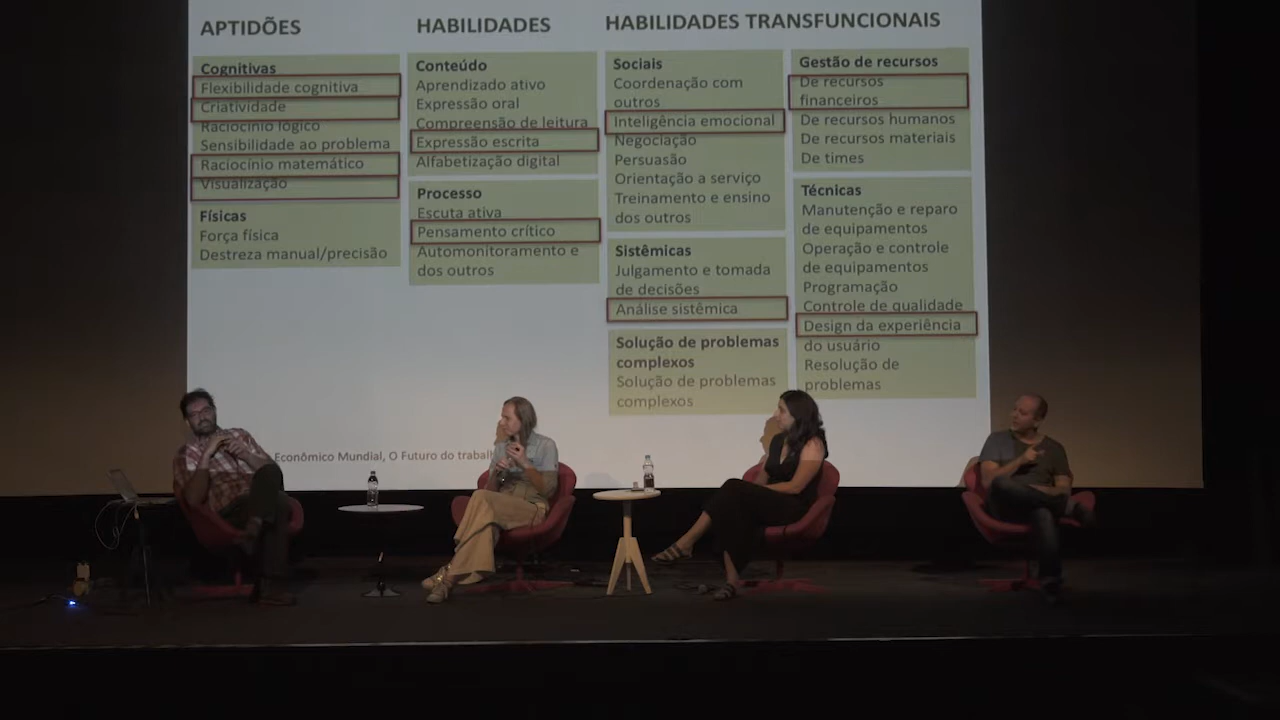 APTIDÕES
Cognitivas
Flexibilidade cognitiva
Criatividade
Raciocínio lógico
Sensibilidade ao problema
Raciocínio matemático
Visualização
Físicas
Força física
Destreza manual/precisão
HABILIDADES
Conteúdo
Aprendizado ativo
Expressão oral
Compreensão de leitura
Expressão escrita
Alfabetização digital
Processo
Escuta ativa
Pensamento crítico
Automonitoramento e
dos outros
HABILIDADES TRANSFUNCIONAIS
Sociais
Coordenação com
outros
Inteligência emocional
Negociação
Persuasão
Orientação a serviço
Treinamento e ensino
dos outros
Sistêmicas
Julgamento e tomada
de decisões
Análise sistêmica
Solução de problemas
complexos
Solução de problemas
complexos
Gestão de recursos
De recursos
financeiros
De recursos humanos
De recursos materiais
De times
Técnicas
Manutenção e reparo
de equipamentos
Operação e controle
de equipamentos
Programação
Controle de qualidade
Design da experiência
do usuário
Resolução de
problemas
Econômico Mundial, O Futuro do trabalh